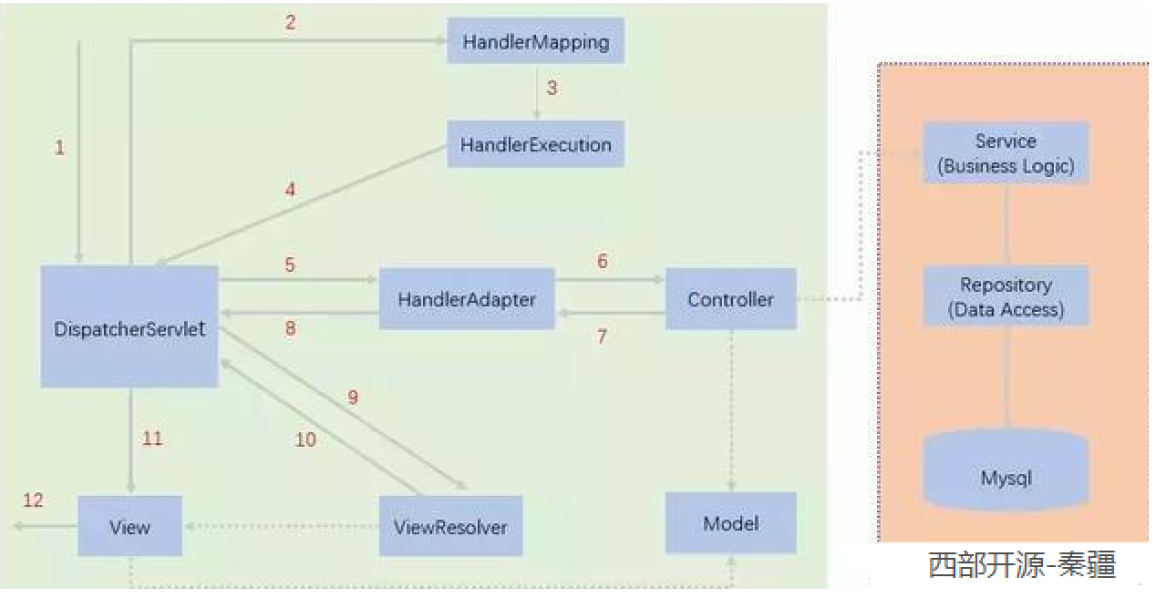 2
HandlerMapping
3
1
HandlerExecution
Service
(Business Logic)
4
5
6
HandlerAdapter
Controller
Repository
(Data Access)
DispatcherServlet
8
7
9
11
10
Mysql
12
View
ViewResolver
Model
西部开源-秦疆